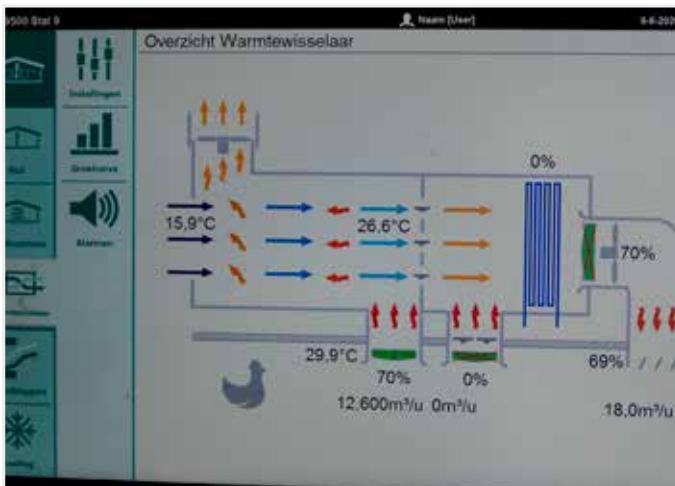 9500 Stal 9
Naam [User]
Overzicht Warmtewisselaar
Instellingen
Alarmen
0%
15,9°C
26,6°C
70%
29,9°C
70%
0%
69%
12.600m³/u 0m³/u
18,0m³/u